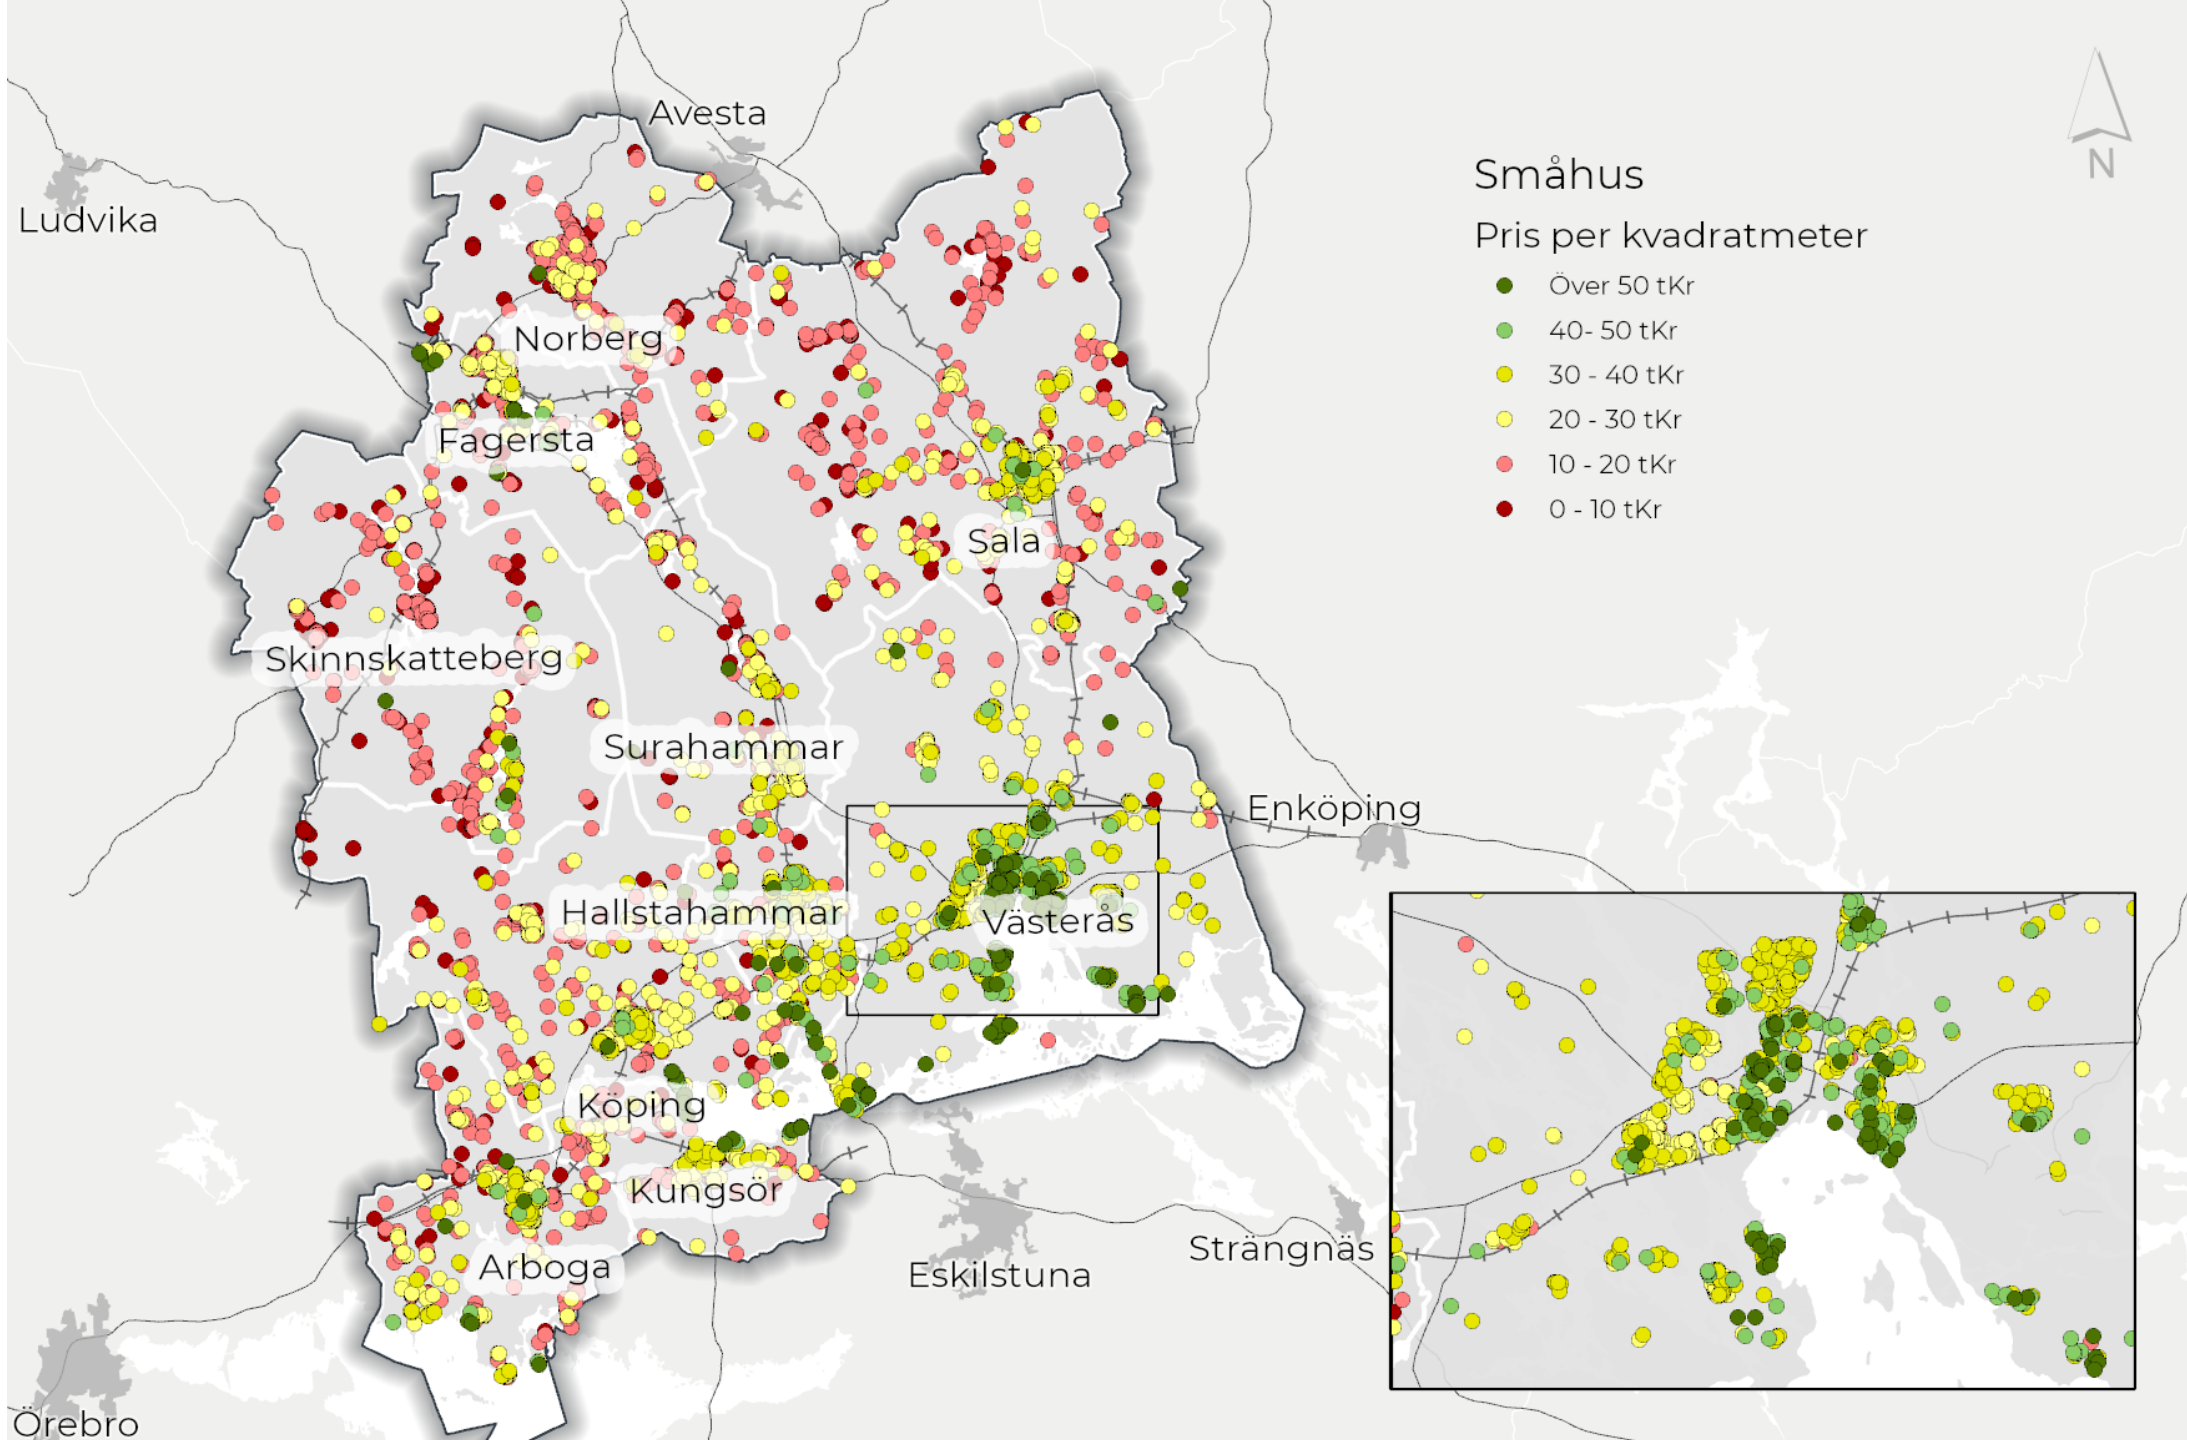 Avesta
Ludvika
Småhus
Pris per kvadratmeter
Över 50 tKr
40- 50 tKr
30 - 40 tKr
20 - 30 tKr
10 - 20 tKr
0 - 10 tKr
N
Norberg
Fagersta
Sala
Skinnskatteberg
Surahammar
Enköping
Hallstahammar
Västerås
Köping
Kungsör
Arboga
Strängnäs
Eskilstuna
Örebro